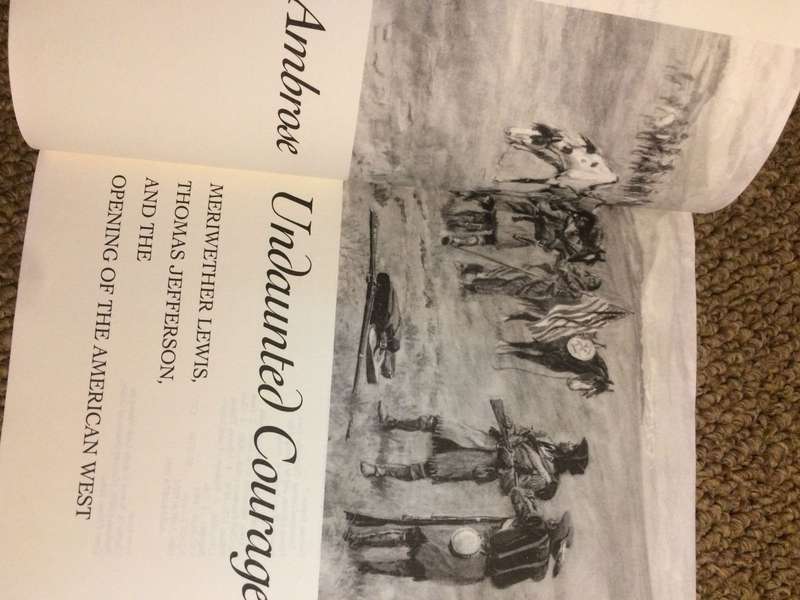 Ambrose
Undaunted Courage
MERIWETHER LEWIS,
THOMAS JEFFERSON,
AND THE
OPENING OF THE AMERICAN WEST